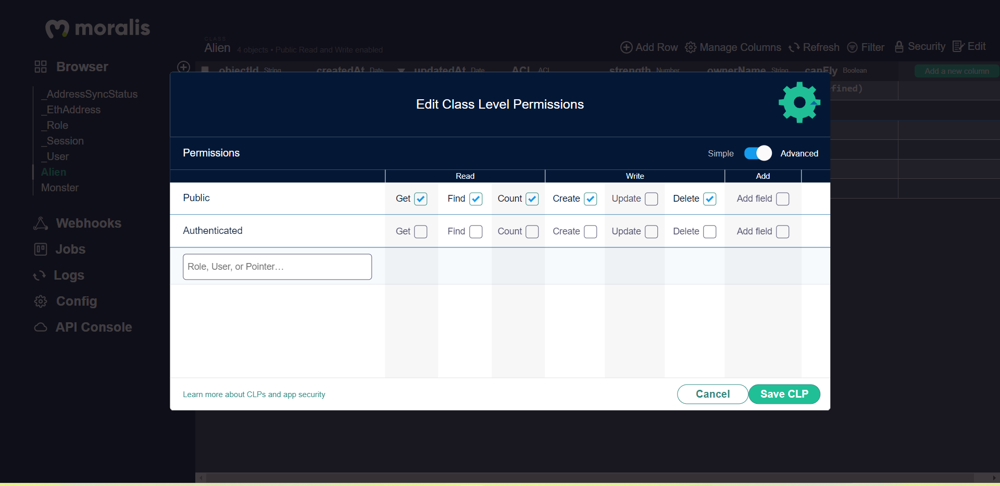 moralis
CLASS
Alien 4 objects • Public Read and Write enabled
Add Row Manage Columns Refresh Filter Security Edit
Browser
objectId String createdAt Date updatedAt Date ACL ACL strength Number ownerName String canFly Boolean Add a new column
fined)
_AddressSyncStatus
_EthAddress
_Role
_Session
_User
Alien
Monster
Webhooks
Jobs
Logs
Config
API Console
Edit Class Level Permissions
Permissions Simple Advanced
Read Write Add
Public Get Find Count Create Update Delete Add field
Authenticated Get Find Count Create Update Delete Add field
Role, User, or Pointer…
Learn more about CLPs and app security Cancel Save CLP